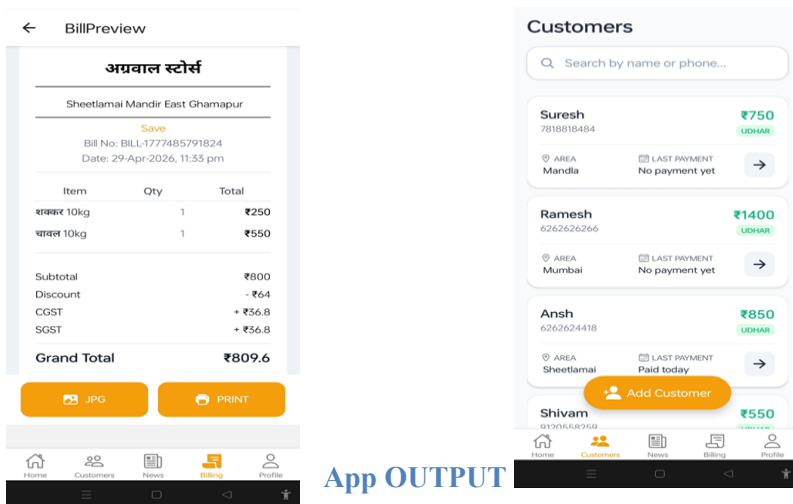 BillPreview
अग्रवाल स्टोर्स
Sheetlamai Mandir East Ghamapur
Save
Bill No: BILL-1777485791824
Date: 29-Apr-2026, 11:33 pm
Item Qty Total
शक्कर 10kg 1 ₹250
चावल 10kg 1 ₹550
Subtotal ₹800
Discount - ₹64
CGST + ₹36.8
SGST + ₹36.8
Grand Total ₹809.6
JPG PRINT
Home Customers News Billing Profile
App OUTPUT
Customers
Search by name or phone...
Suresh ₹750
7818818484 UDHAR
AREA LAST PAYMENT
Mandla No payment yet
Ramesh ₹1400
6262626266 UDHAR
AREA LAST PAYMENT
Mumbai No payment yet
Ansh ₹850
6262624418 UDHAR
AREA LAST PAYMENT
Sheetlamai Paid today
Add Customer
Shivam ₹550
Home Customers News Billing Profile